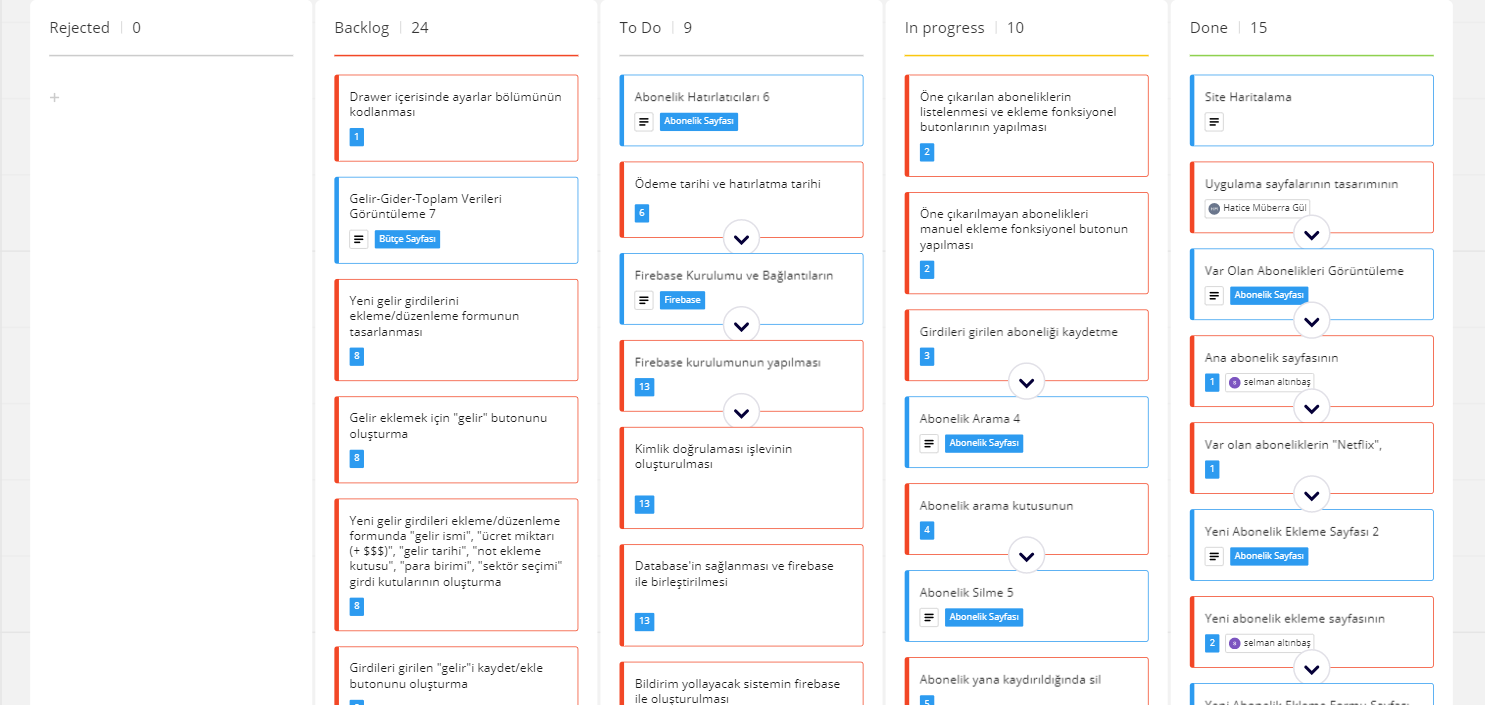 Rejected 0
Backlog 24
Drawer içerisinde ayarlar bölümünün
kodlanması
1
Gelir-Gider-Toplam Verileri
Görüntüleme 7
Bütçe Sayfası
Yeni gelir girdilerini
ekleme/düzenleme formunun
tasarlanması
8
Gelir eklemek için "gelir" butonunu
oluşturma
8
Yeni gelir girdileri ekleme/düzenleme
formunda "gelir ismi", "ücret miktarı
(+ $$$)", "gelir tarihi", "not ekleme
kutusu", "para birimi", "sektör seçimi"
girdi kutularının oluşturma
8
Girdileri girilen "gelir"i kaydet/ekle
butonunu oluşturma
To Do 9
Abonelik Hatırlatıcıları 6
Abonelik Sayfası
Ödeme tarihi ve hatırlatma tarihi
6
Firebase Kurulumu ve Bağlantıların
Firebase
Firebase kurulumunun yapılması
13
Kimlik doğrulaması işlevinin
oluşturulması
13
Database'in sağlanması ve firebase
ile birleştirilmesi
13
Bildirim yollayacak sistemin firebase
ile oluşturulması
In progress 10
Öne çıkarılan aboneliklerin
listelenmesi ve ekleme fonksiyonel
butonlarının yapılması
2
Öne çıkarılmayan abonelikleri
manuel ekleme fonksiyonel butonun
yapılması
2
Girdileri girilen aboneliği kaydetme
3
Abonelik Arama 4
Abonelik Sayfası
Abonelik arama kutusunun
4
Abonelik Silme 5
Abonelik Sayfası
Abonelik yana kaydırıldığında sil
5
Done 15
Site Haritalama
Uygulama sayfalarının tasarımının
Hatice Müberra Gül
Var Olan Abonelikleri Görüntüleme
Abonelik Sayfası
Ana abonelik sayfasının
1 selman altınbaş
Var olan aboneliklerin "Netflix",
1
Yeni Abonelik Ekleme Sayfası 2
Abonelik Sayfası
Yeni abonelik ekleme sayfasının
2 selman altınbaş
Yeni Abonelik Ekleme Formu Sayfası